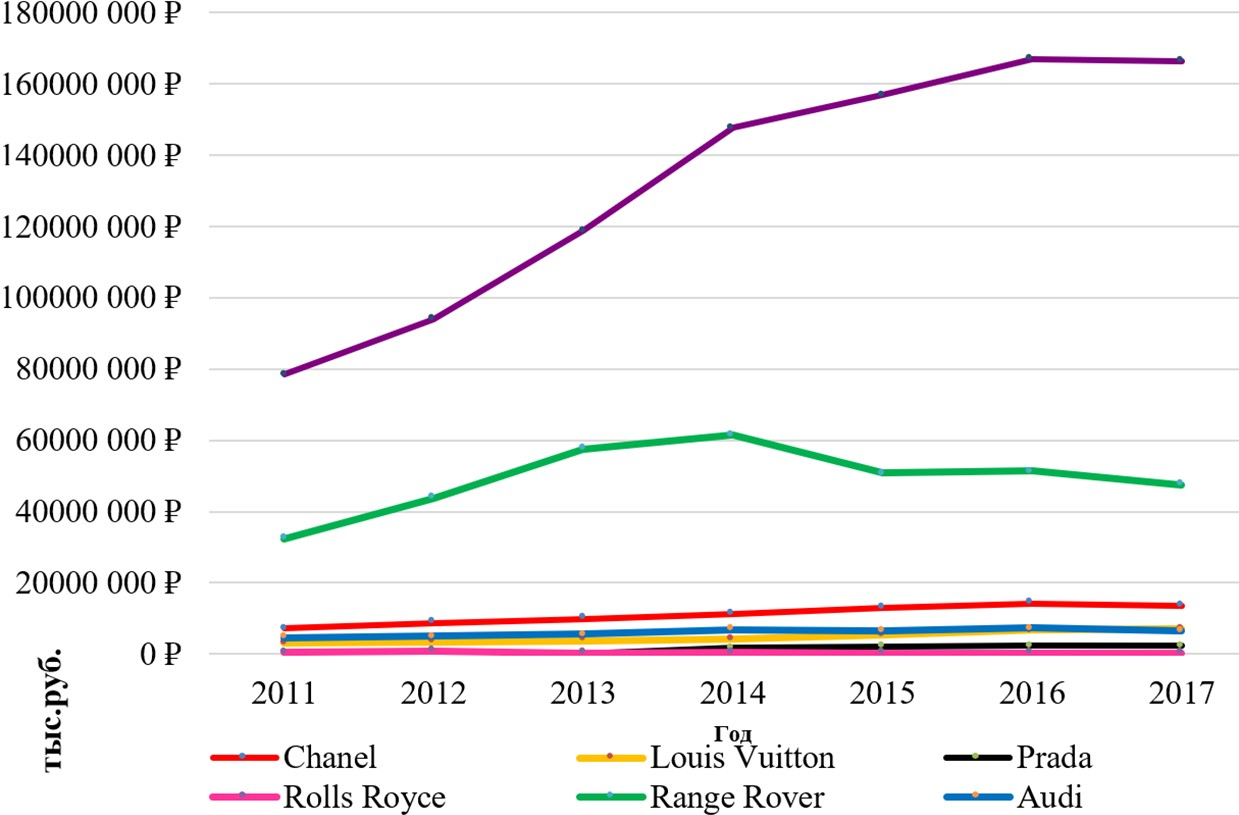 180000 000 ₽
160000 000 ₽
140000 000 ₽
120000 000 ₽
100000 000 ₽
80000 000 ₽
60000 000 ₽
40000 000 ₽
20000 000 ₽
0 ₽
тыс.руб.
2011 2012 2013 2014 2015 2016 2017
Год
Chanel Louis Vuitton Prada
Rolls Royce Range Rover Audi